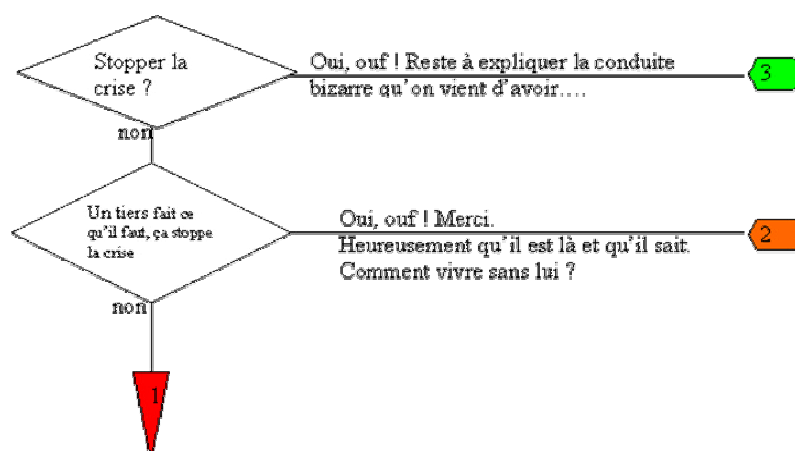 Stopper la
crise ?
Oui, ouf ! Reste à expliquer la conduite
bizarre qu'on vient d'avoir....
3
non
Un tiers fait ce
qu'il faut, ça stoppe
la crise
Oui, ouf ! Merci.
Heureusement qu'il est là et qu'il sait.
Comment vivre sans lui ?
2
non
1